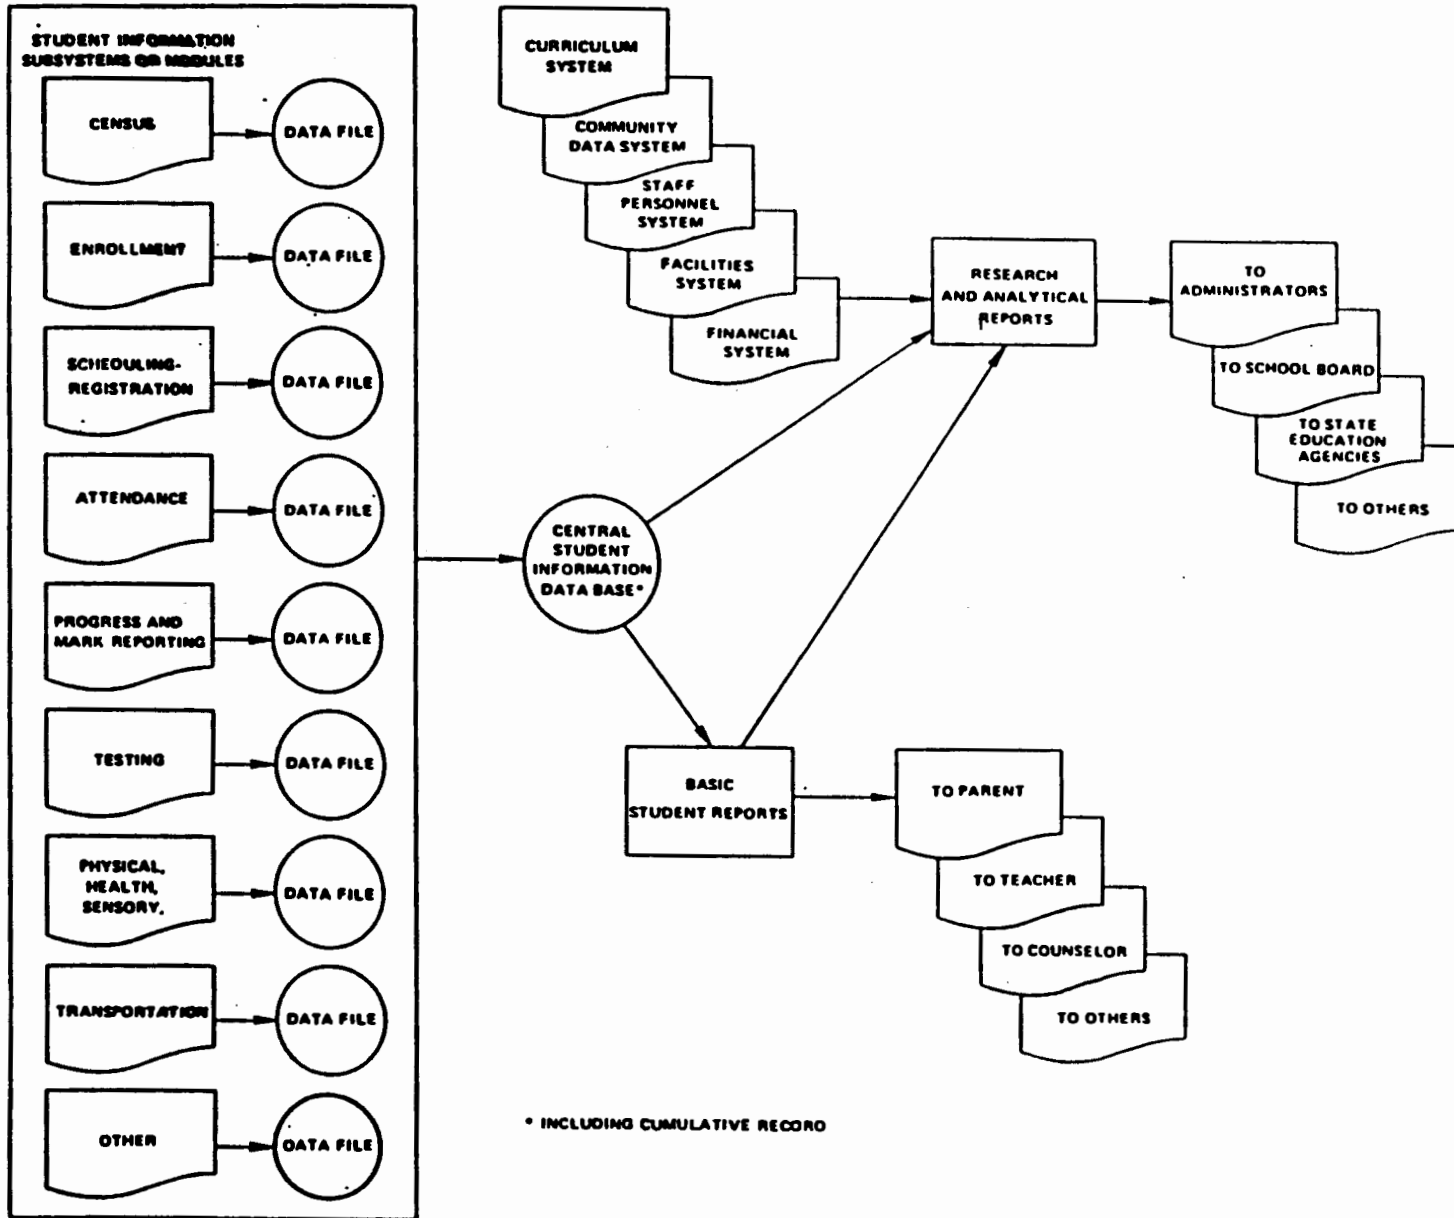 STUDENT INFORMATION
SUBSYSTEMS OR MODULES
CENSUS
DATA FILE
ENROLLMENT
DATA FILE
SCHEOULING-
REGISTRATION
DATA FILE
ATTENDANCE
DATA FILE
PROGRESS AND
MARK REPORTING
DATA FILE
TESTING
DATA FILE
PHYSICAL,
HEALTH,
SENSORY.
DATA FILE
TRANSPORTATION
DATA FILE
OTHER
DATA FILE
CURRICULUM
SYSTEM
COMMUNITY
DATA SYSTEM
STAFF
PERSONNEL
SYSTEM
FACILITIES
SYSTEM
FINANCIAL
SYSTEM
RESEARCH
AND ANALYTICAL
REPORTS
TO
ADMINISTRATORS
TO SCHOOL BOARD
TO STATE
EDUCATION
AGENCIES
TO OTHERS
CENTRAL
STUDENT
INFORMATION
DATA BASE*
BASIC
STUDENT REPORTS
TO PARENT
TO TEACHER
TO COUNSELOR
TO OTHERS
* INCLUDING CUMULATIVE RECORD